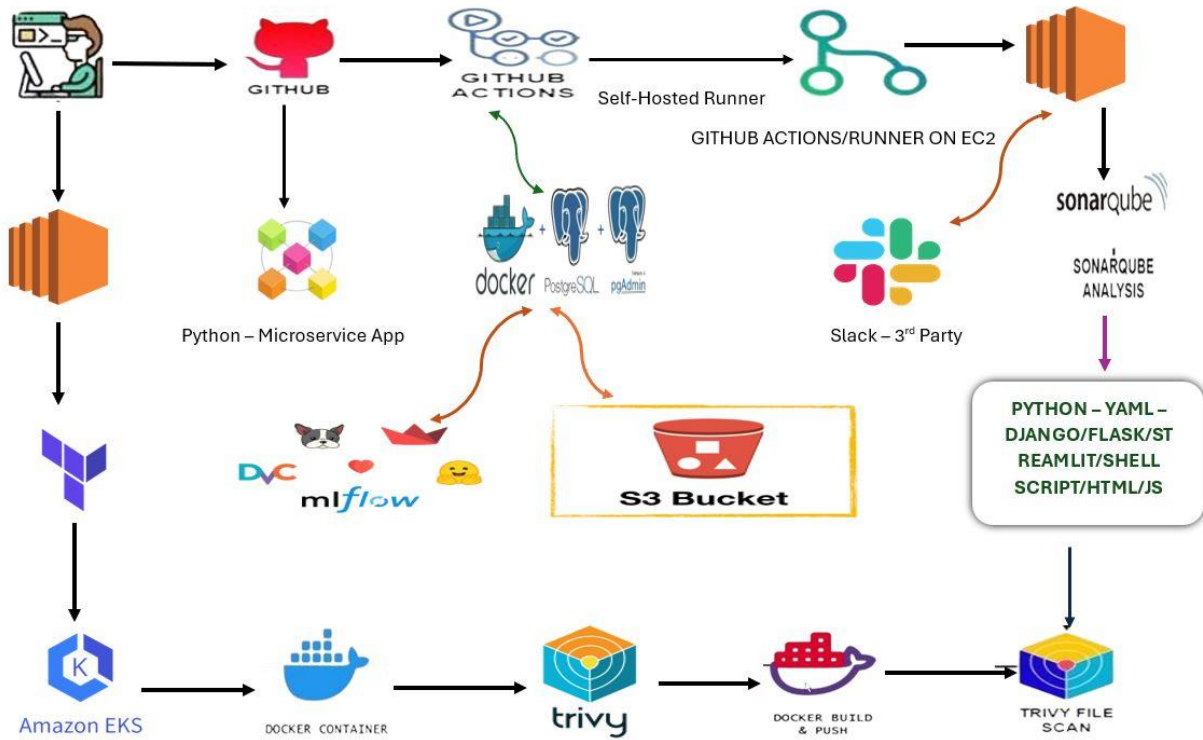 GITHUB
GITHUB
ACTIONS
Self-Hosted Runner
GITHUB ACTIONS/RUNNER ON EC2
sonarqube
SONARQUBE
ANALYSIS
docker
+
PostgreSQL
+
pgAdmin
Python – Microservice App
Slack – 3rd Party
PYTHON – YAML –
DJANGO/FLASK/ST
REAMLIT/SHELL
SCRIPT/HTML/JS
DVC
mlflow
S3 Bucket
K
Amazon EKS
DOCKER CONTAINER
trivy
DOCKER BUILD
& PUSH
TRIVY FILE
SCAN